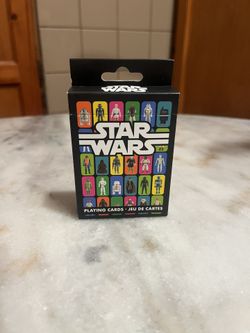 STAR WARS
STAR
WARS
PLAYING CARDS • JEU DE CARTES